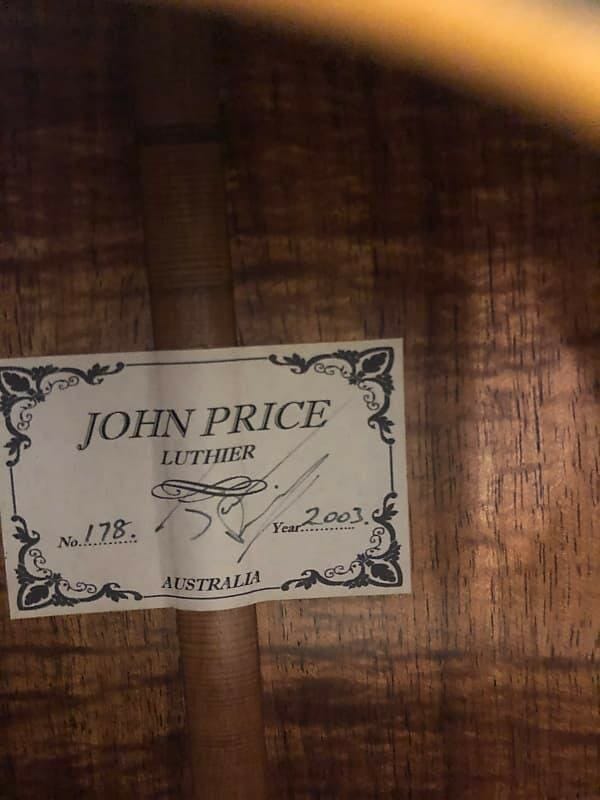 JOHN PRICE
LUTHIER
No. 178.
Year 2003.
AUSTRALIA